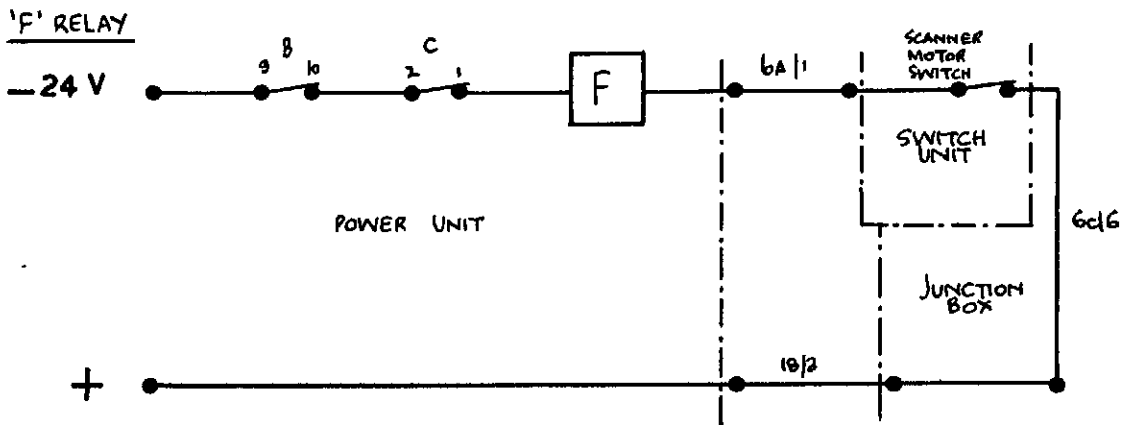 'F' RELAY
B
C
SCANNER
MOTOR
SWITCH
— 24 V
9 10
2 1
F
6A/1
SWITCH
UNIT
POWER UNIT
6c/6
JUNCTION
BOX
+
18/2